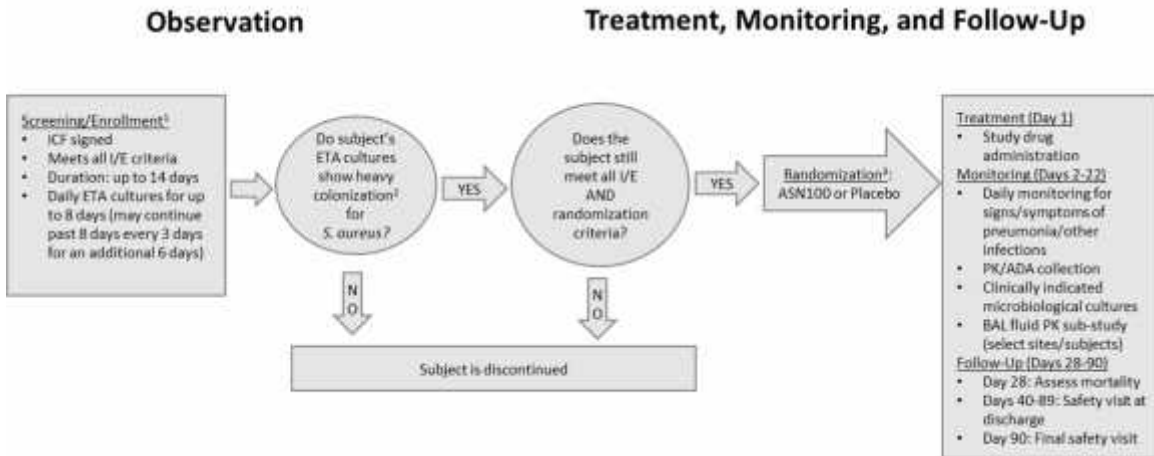 Observation
Treatment, Monitoring, and Follow-Up
Screening/Enrollment¹
• ICF signed
• Meets all I/E criteria
• Duration: up to 14 days
• Daily ETA cultures for up
to 8 days (may continue
past 8 days every 3 days
for an additional 6 days)
Do subject's
ETA cultures
show heavy
colonization²
for
S. aureus?
YES
NO
Does the
subject still
meet all I/E
AND
randomization
criteria?
YES
NO
Subject is discontinued
Randomization³:
ASN100 or Placebo
Treatment (Day 1)
• Study drug
administration
Monitoring (Days 2-22)
• Daily monitoring for
signs/symptoms of
pneumonia/other
infections
• PK/ADA collection
• Clinically indicated
microbiological cultures
• BAL fluid PK sub-study
(select sites/subjects)
Follow-Up (Days 28-90)
• Day 28: Assess mortality
• Days 40-89: Safety visit at
discharge
• Day 90: Final safety visit